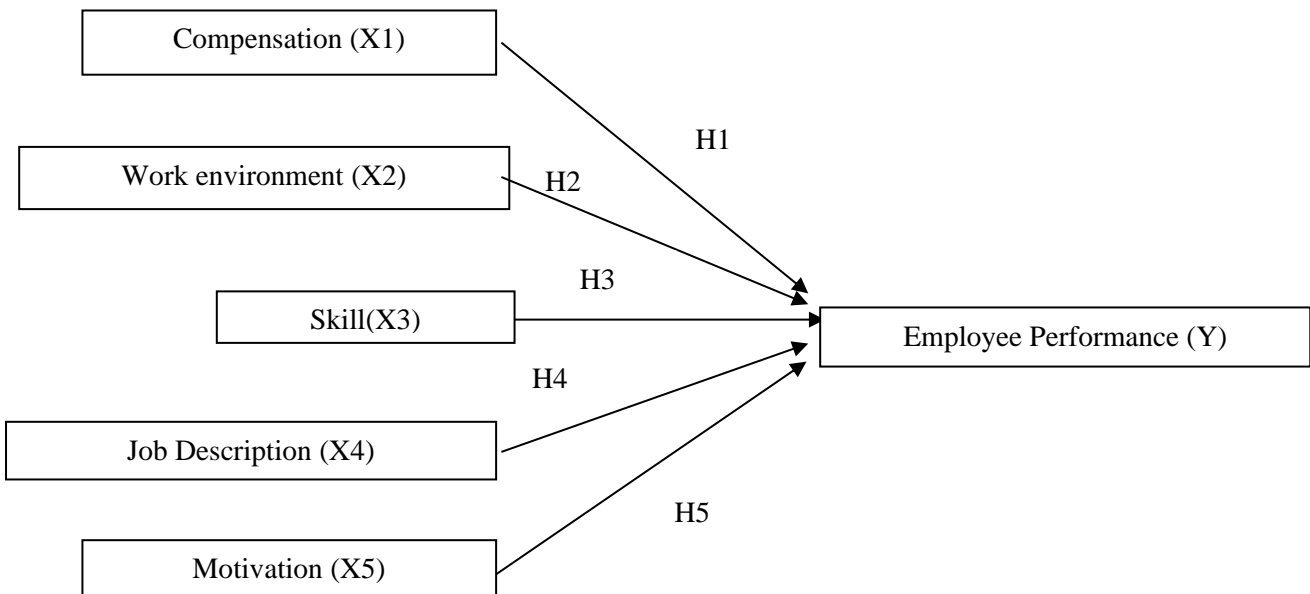 Compensation (X1)
H1
Work environment (X2)
H2
H3
Skill(X3)
Employee Performance (Y)
H4
Job Description (X4)
H5
Motivation (X5)